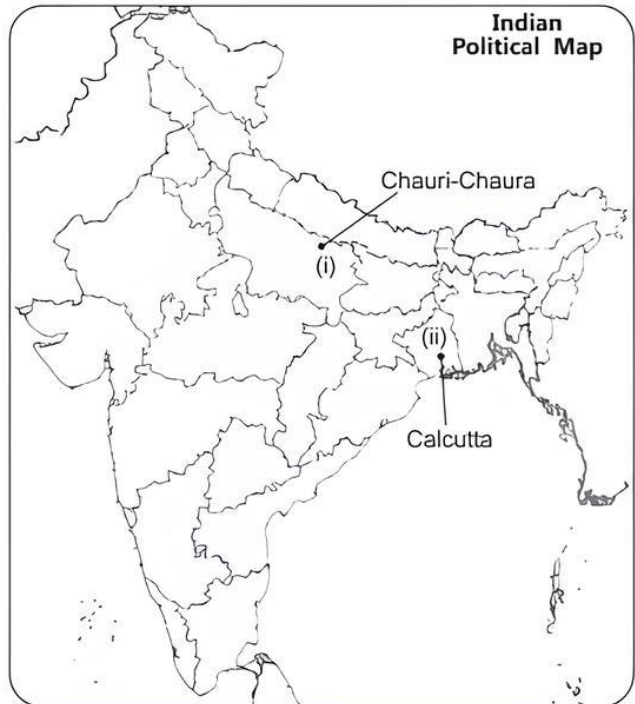 Indian
Political Map
Chauri-Chaura
(i)
(ii)
Calcutta